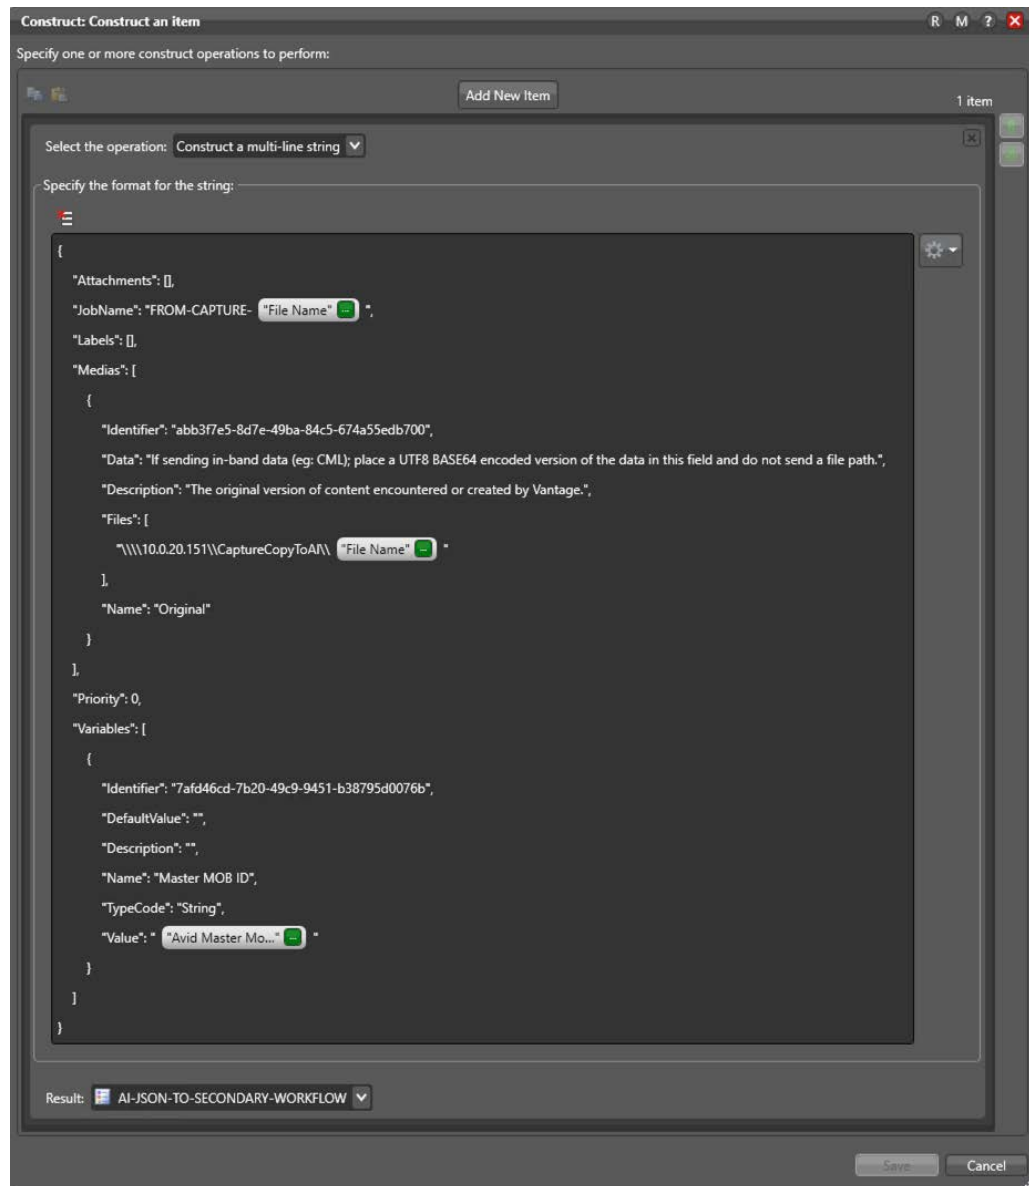 Construct: Construct an item R M ? X
Specify one or more construct operations to perform:
Add New Item
1 item
Select the operation: Construct a multi-line string
Specify the format for the string:
{
"Attachments": [],
"JobName": "FROM-CAPTURE- "File Name" ",
"Labels": [],
"Medias": [
{
"Identifier": "abb3f7e5-8d7e-49ba-84c5-674a55edb700",
"Data": "If sending in-band data (eg: CML); place a UTF8 BASE64 encoded version of the data in this field and do not send a file path.",
"Description": "The original version of content encountered or created by Vantage.",
"Files": [
"\\\\10.0.20.151\\CaptureCopyToAI\\ "File Name" "
],
"Name": "Original"
}
],
"Priority": 0,
"Variables": [
{
"Identifier": "7afd46cd-7b20-49c9-9451-b38795d0076b",
"DefaultValue": "",
"Description": "",
"Name": "Master MOB ID",
"TypeCode": "String",
"Value": " "Avid Master Mo..." "
}
]
}
Result: AI-JSON-TO-SECONDARY-WORKFLOW
Save Cancel